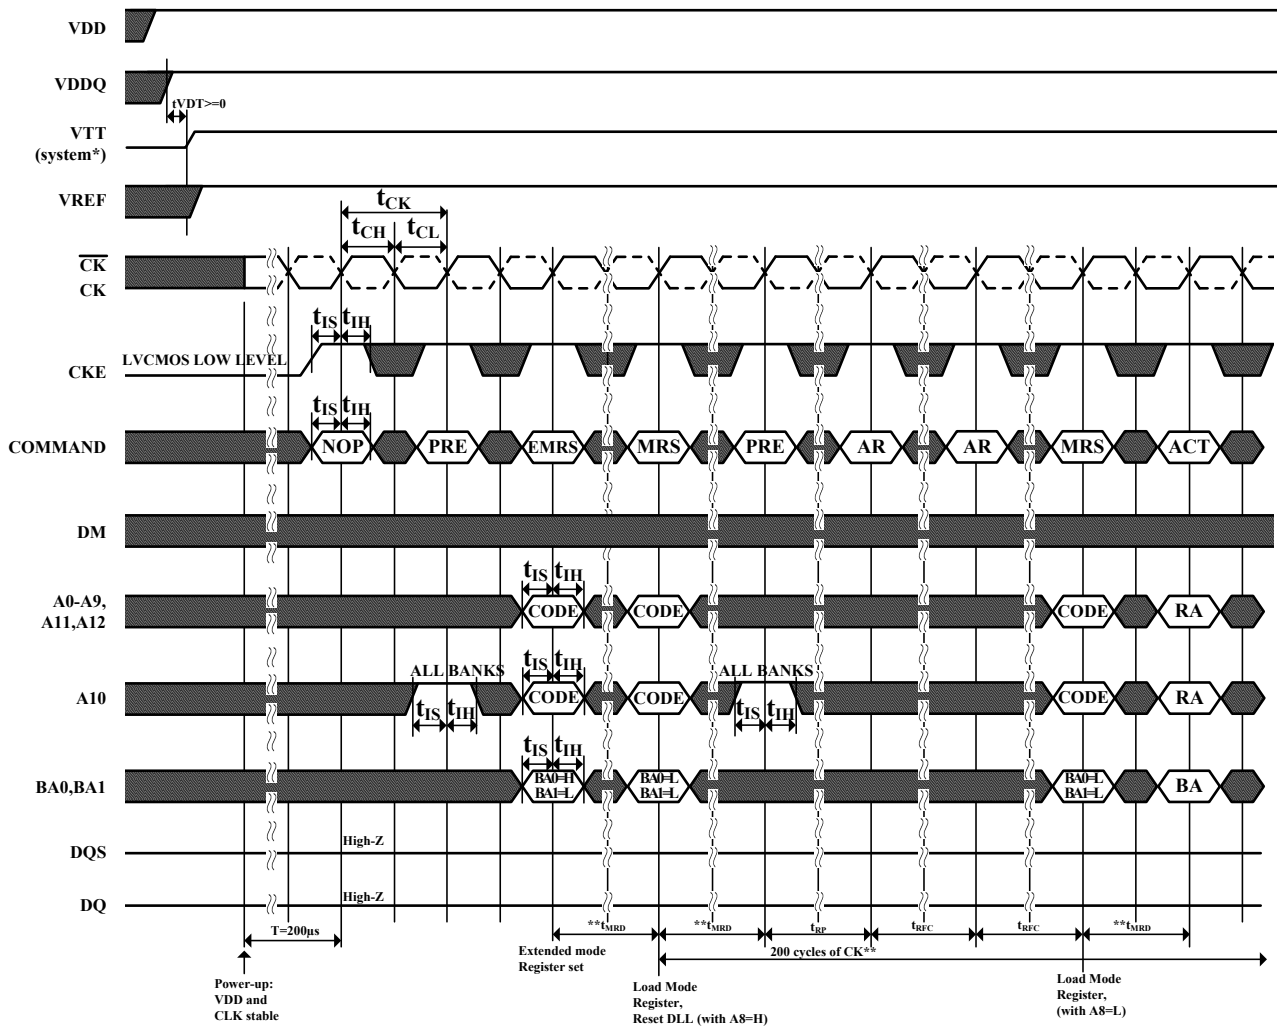 VDD
VDDQ
tVDT>=0
VTT
(system*)
VREF
tCK
tCH
tCL
CK
CK
tIS
tIH
LVCMOS LOW LEVEL
CKE
tIS
tIH
COMMAND
NOP
PRE
EMRS
MRS
PRE
AR
AR
MRS
ACT
DM
tIS
tIH
A0-A9,
A11,A12
CODE
CODE
CODE
RA
ALL BANKS
tIS
tIH
ALL BANKS
A10
CODE
CODE
CODE
RA
tIS
tIH
tIS
tIH
tIS
tIH
BA0,BA1
BA0=H
BA1=L
BA0=L
BA1=L
BA0=L
BA1=L
BA
DQS
High-Z
DQ
High-Z
**tMRD
**tMRD
tRP
tRFC
tRFC
**tMRD
T=200µs
Extended mode
Register set
200 cycles of CK**
Power-up:
VDD and
CLK stable
Load Mode
Register,
Reset DLL (with A8=H)
Load Mode
Register,
(with A8=L)